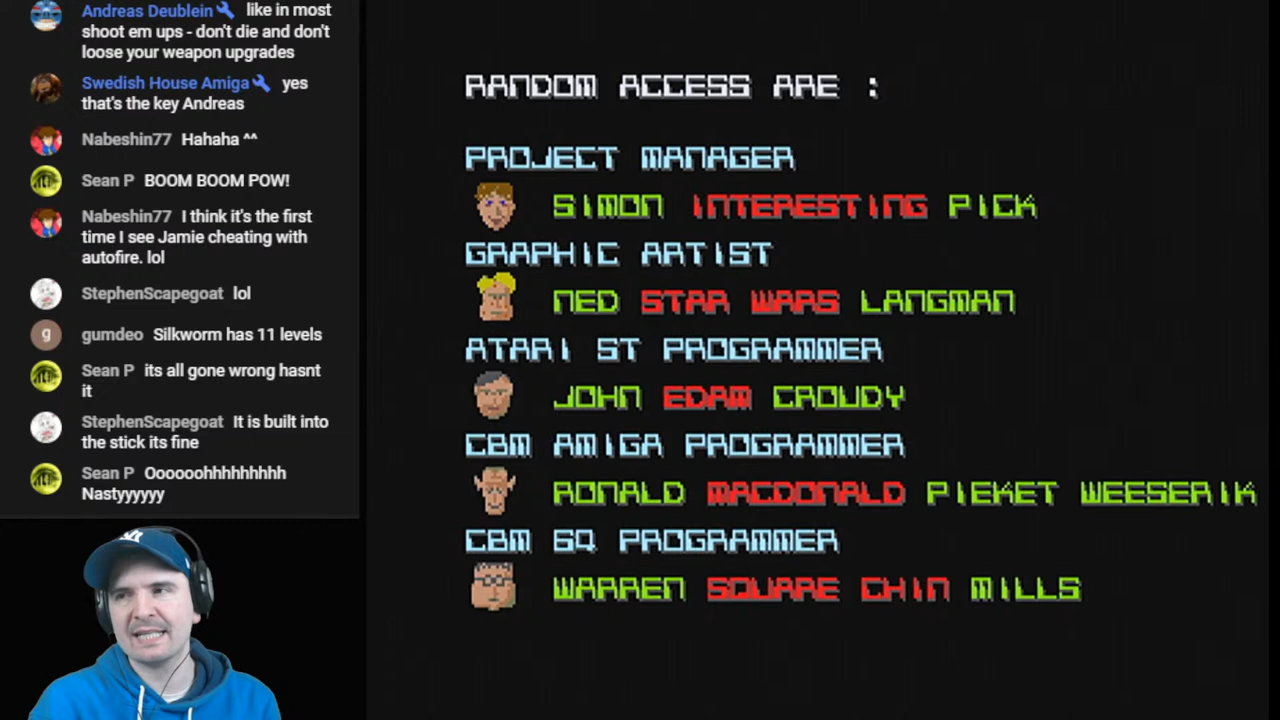 Andreas Deublein like in most
shoot em ups - don't die and don't
loose your weapon upgrades
Swedish House Amiga yes
that's the key Andreas
Nabeshin77 Hahaha ^^
Sean P BOOM BOOM POW!
Nabeshin77 I think it's the first
time I see Jamie cheating with
autofire. lol
StephenScapegoat lol
g gumdeo Silkworm has 11 levels
Sean P its all gone wrong hasnt
it
StephenScapegoat It is built into
the stick its fine
Sean P Oooooohhhhhhhhh
Nastyyyyyy
RANDOM ACCESS ARE :
PROJECT MANAGER
SIMON INTERESTING PICK
GRAPHIC ARTIST
NED STAR WARS LANGMAN
ATARI ST PROGRAMMER
JOHN EDAM CROUDY
CBM AMIGA PROGRAMMER
RONALD MACDONALD PIEKET WEESERIK
CBM 64 PROGRAMMER
WARREN SQUARE CHIN MILLS